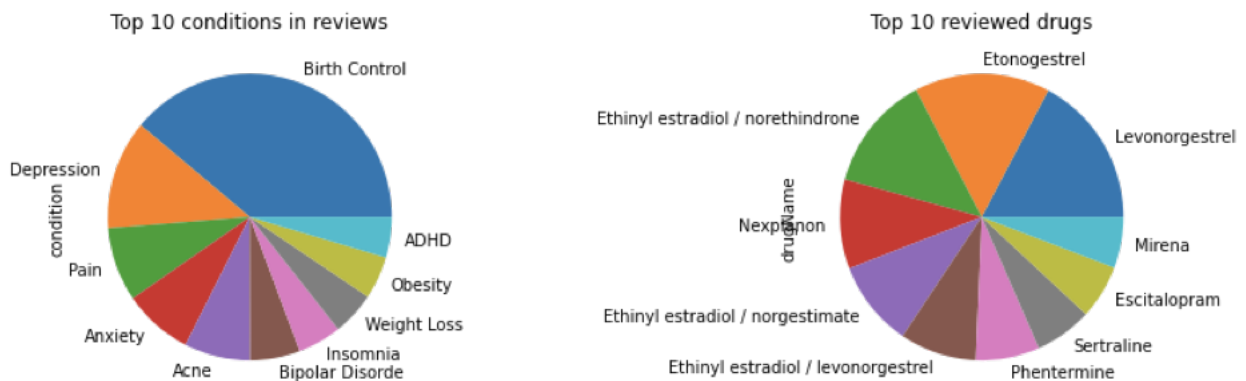 Top 10 conditions in reviews
Birth Control
Depression
condition
Pain
Anxiety
Acne
Bipolar Disorde
Insomnia
Weight Loss
Obesity
ADHD
Top 10 reviewed drugs
Etonogestrel
Levonorgestrel
Ethinyl estradiol / norethindrone
drugName
Nexplanon
Ethinyl estradiol / norgestimate
Ethinyl estradiol / levonorgestrel
Phentermine
Sertraline
Escitalopram
Mirena